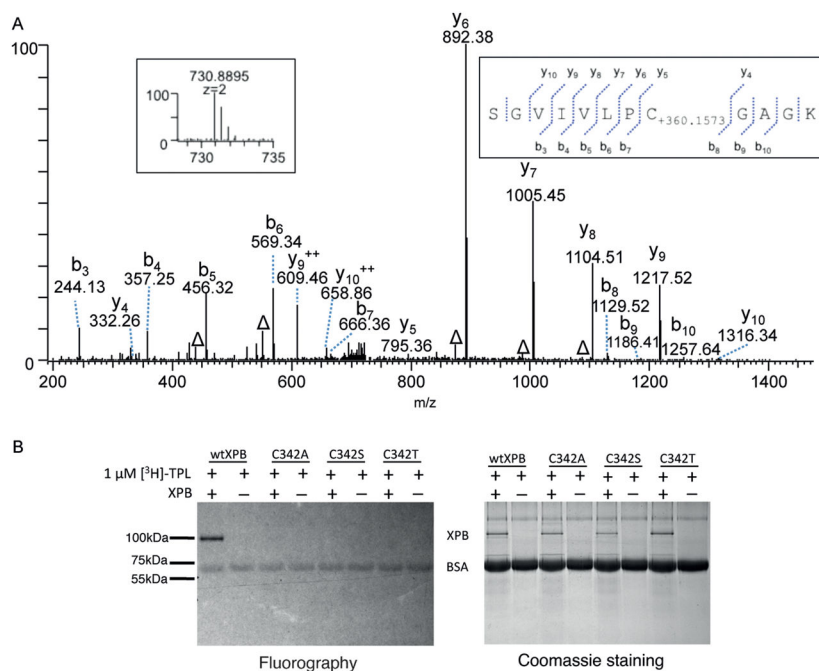 A
100
0
200
400
600
800
1000
1200
1400
m/z
730.8895
z=2
100
0
730
735
b3
244.13
y4
332.26
b4
357.25
Δ
b5
456.32
Δ
b6
569.34
y9++
609.46
y10++
658.86
b7
666.36
y5
795.36
Δ
y6
892.38
Δ
y7
1005.45
Δ
y8
1104.51
b8
1129.52
b9
1186.41
y9
1217.52
b10
1257.64
y10
1316.34
y10 y9 y8 y7 y6 y5 y4
S G V I V L P C+360.1573 G A G K
b3 b4 b5 b6 b7 b8 b9 b10
B
wtXPB C342A C342S C342T
1 µM [3H]-TPL + + + + + + + +
XPB + − + − + − + −
100kDa
75kDa
55kDa
Fluorography
wtXPB C342A C342S C342T
+ + + + + + + +
+ − + − + − + −
XPB
BSA
Coomassie staining